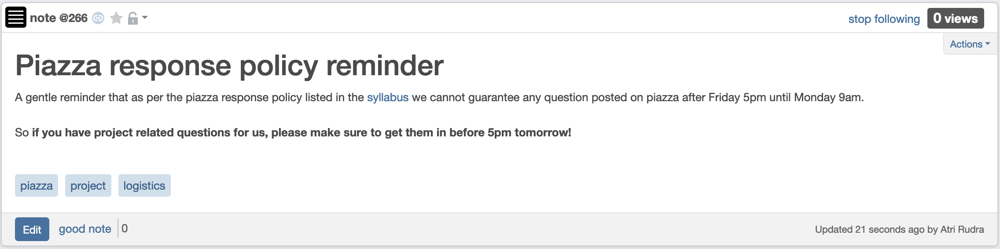 note @266
stop following
0 views
Actions
Piazza response policy reminder
A gentle reminder that as per the piazza response policy listed in the syllabus we cannot guarantee any question posted on piazza after Friday 5pm until Monday 9am.
So if you have project related questions for us, please make sure to get them in before 5pm tomorrow!
piazza project logistics
Edit good note 0
Updated 21 seconds ago by Atri Rudra